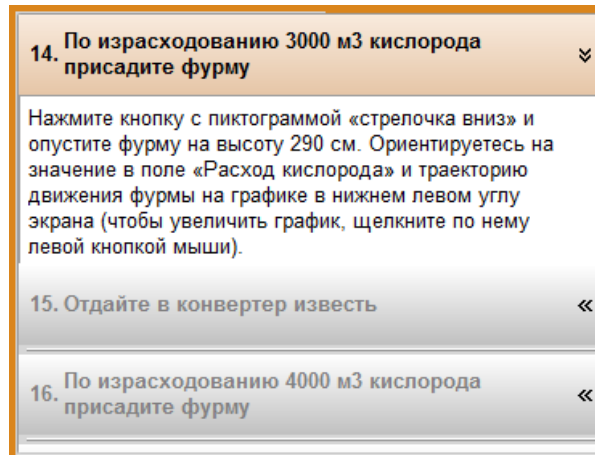 14. По израсходованию 3000 м3 кислорода
присадите фурму
Нажмите кнопку с пиктограммой «стрелочка вниз» и
опустите фурму на высоту 290 см. Ориентируетесь на
значение в поле «Расход кислорода» и траекторию
движения фурмы на графике в нижнем левом углу
экрана (чтобы увеличить график, щелкните по нему
левой кнопкой мыши).
15. Отдайте в конвертер известь
16. По израсходованию 4000 м3 кислорода
присадите фурму